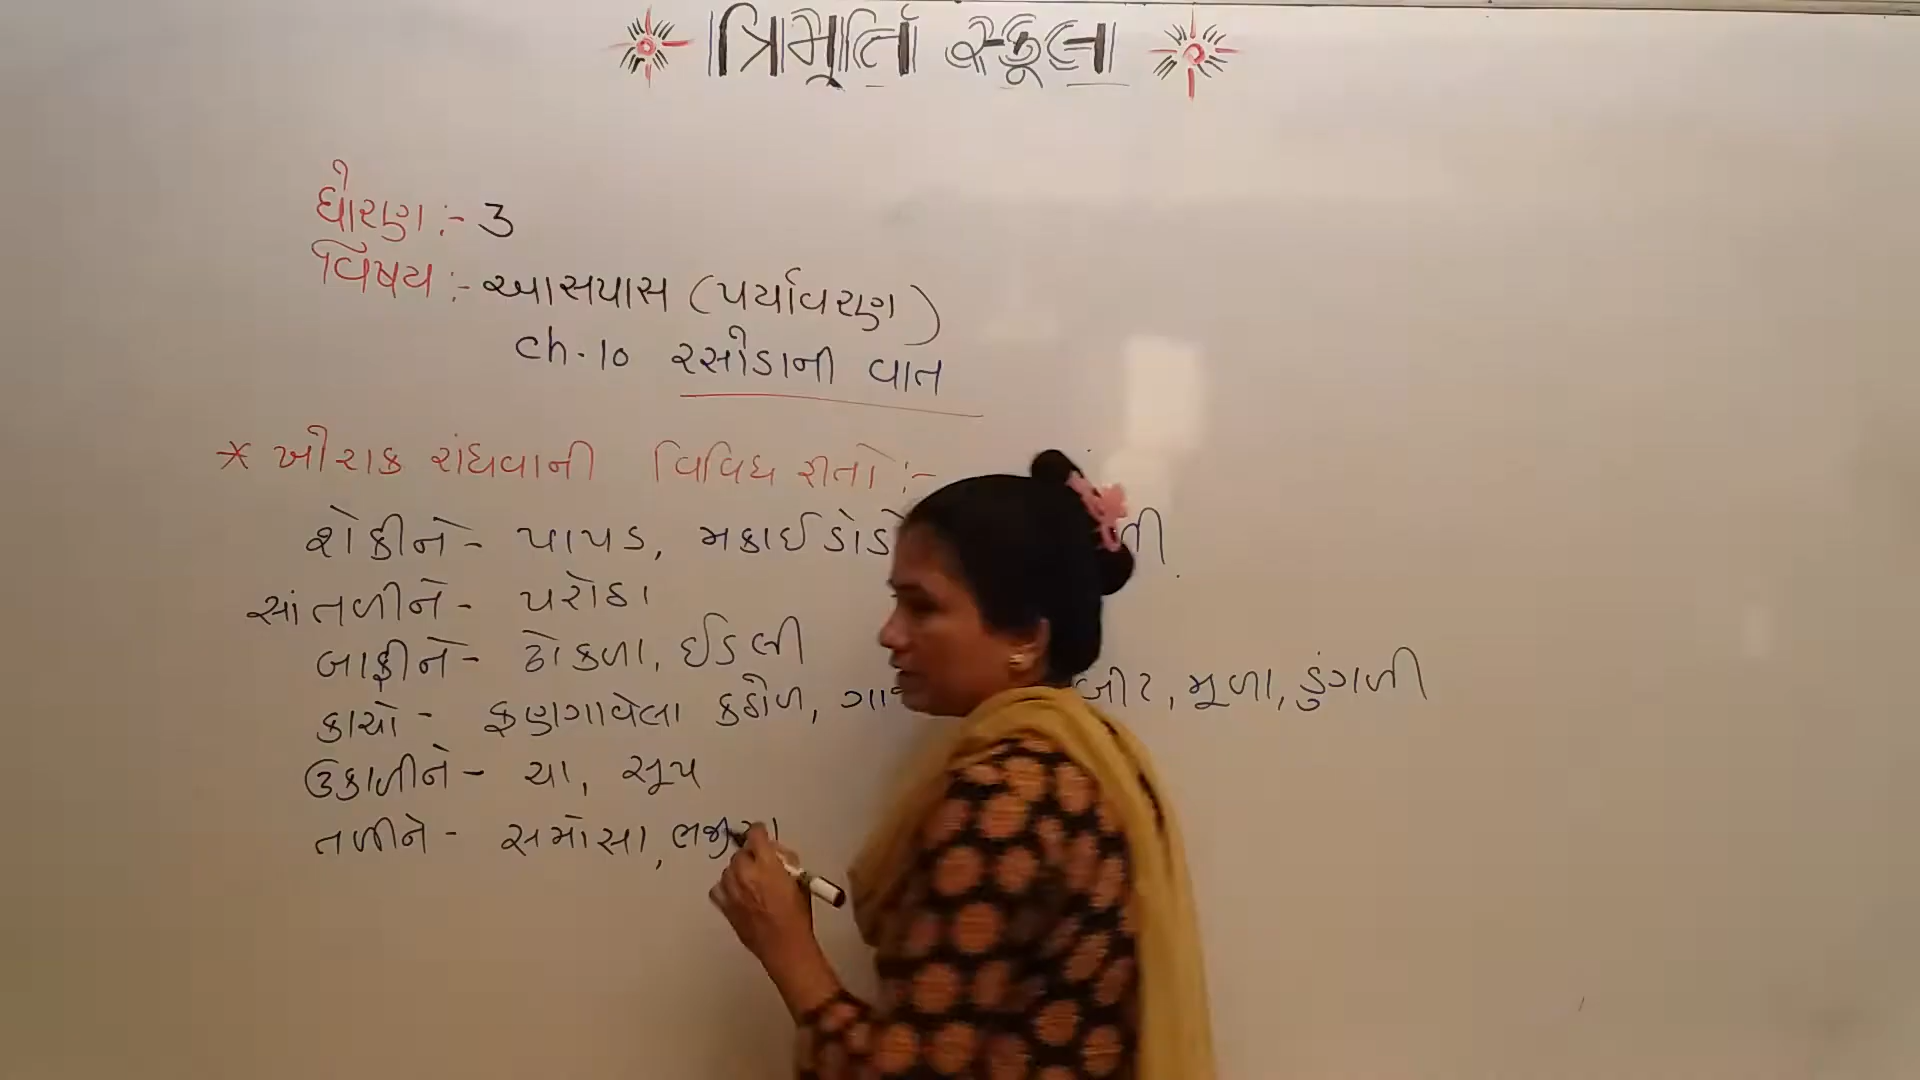 ત્રિમૂર્તિ સ્કૂલ
ધોરણ :- 3
વિષય :- આસપાસ (પર્યાવરણ)
ch. 10 રસોડાની વાત
* ખોરાક રાંધવાની વિવિધ રીતો :-
શેકીને - પાપડ, મકાઈડોડો
સાંતળીને - પરોઠા
બાફીને - ઢોકળા, ઈડલી
કાચો - ફણગાવેલા કઠોળ, બીટ, મૂળા, ડુંગળી
ઉકાળીને - ચા, સૂપ
તળીને - સમોસા, ભજીયા